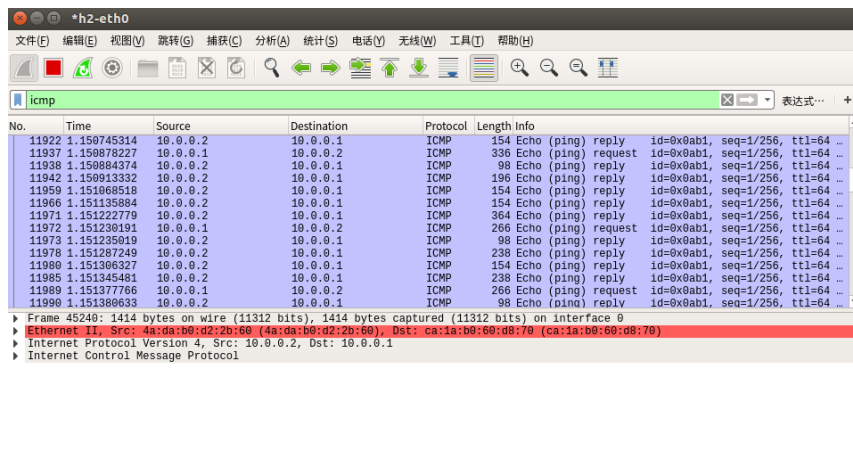 *h2-eth0
文件(F) 编辑(E) 视图(V) 跳转(G) 捕获(C) 分析(A) 统计(S) 电话(Y) 无线(W) 工具(T) 帮助(H)
icmp 表达式… +
No. Time Source Destination Protocol Length Info
11922 1.150745314 10.0.0.2 10.0.0.1 ICMP 154 Echo (ping) reply id=0x0ab1, seq=1/256, ttl=64 …
11937 1.150878227 10.0.0.1 10.0.0.2 ICMP 336 Echo (ping) request id=0x0ab1, seq=1/256, ttl=64 …
11938 1.150884374 10.0.0.2 10.0.0.1 ICMP 98 Echo (ping) reply id=0x0ab1, seq=1/256, ttl=64 …
11942 1.150913332 10.0.0.2 10.0.0.1 ICMP 196 Echo (ping) reply id=0x0ab1, seq=1/256, ttl=64 …
11959 1.151068518 10.0.0.2 10.0.0.1 ICMP 154 Echo (ping) reply id=0x0ab1, seq=1/256, ttl=64 …
11966 1.151135884 10.0.0.2 10.0.0.1 ICMP 154 Echo (ping) reply id=0x0ab1, seq=1/256, ttl=64 …
11971 1.151222779 10.0.0.2 10.0.0.1 ICMP 364 Echo (ping) reply id=0x0ab1, seq=1/256, ttl=64 …
11972 1.151230191 10.0.0.1 10.0.0.2 ICMP 266 Echo (ping) request id=0x0ab1, seq=1/256, ttl=64 …
11973 1.151235019 10.0.0.2 10.0.0.1 ICMP 98 Echo (ping) reply id=0x0ab1, seq=1/256, ttl=64 …
11978 1.151287249 10.0.0.2 10.0.0.1 ICMP 238 Echo (ping) reply id=0x0ab1, seq=1/256, ttl=64 …
11980 1.151306327 10.0.0.2 10.0.0.1 ICMP 154 Echo (ping) reply id=0x0ab1, seq=1/256, ttl=64 …
11985 1.151345481 10.0.0.2 10.0.0.1 ICMP 238 Echo (ping) reply id=0x0ab1, seq=1/256, ttl=64 …
11989 1.151377766 10.0.0.1 10.0.0.2 ICMP 266 Echo (ping) request id=0x0ab1, seq=1/256, ttl=64 …
11990 1.151380633 10.0.0.2 10.0.0.1 ICMP 98 Echo (ping) reply id=0x0ab1, seq=1/256, ttl=64 …
Frame 45240: 1414 bytes on wire (11312 bits), 1414 bytes captured (11312 bits) on interface 0
Ethernet II, Src: 4a:da:b0:d2:2b:60 (4a:da:b0:d2:2b:60), Dst: ca:1a:b0:60:d8:70 (ca:1a:b0:60:d8:70)
Internet Protocol Version 4, Src: 10.0.0.2, Dst: 10.0.0.1
Internet Control Message Protocol